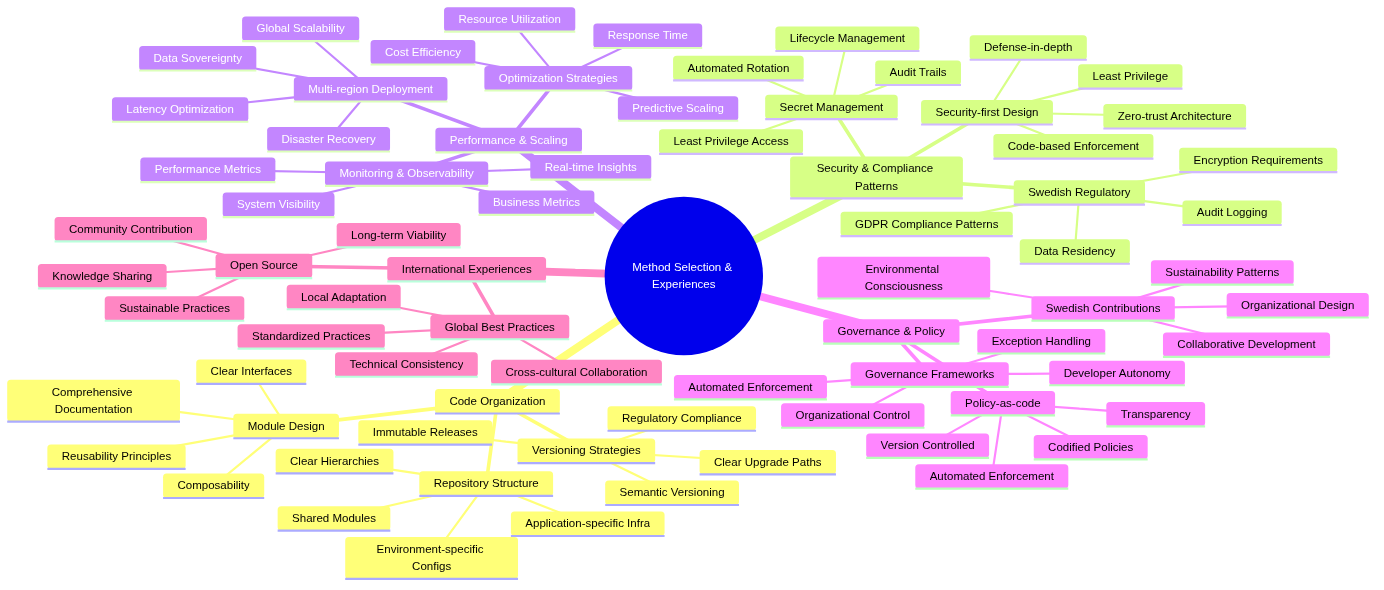 Method Selection &
Experiences
Performance & Scaling
Multi-region Deployment
Global Scalability
Data Sovereignty
Latency Optimization
Disaster Recovery
Optimization Strategies
Resource Utilization
Cost Efficiency
Response Time
Predictive Scaling
Monitoring & Observability
Performance Metrics
System Visibility
Real-time Insights
Business Metrics
Security & Compliance
Patterns
Secret Management
Lifecycle Management
Automated Rotation
Audit Trails
Least Privilege Access
Security-first Design
Defense-in-depth
Least Privilege
Zero-trust Architecture
Code-based Enforcement
Swedish Regulatory
Encryption Requirements
GDPR Compliance Patterns
Audit Logging
Data Residency
International Experiences
Open Source
Community Contribution
Long-term Viability
Knowledge Sharing
Sustainable Practices
Global Best Practices
Local Adaptation
Standardized Practices
Technical Consistency
Cross-cultural Collaboration
Governance & Policy
Swedish Contributions
Environmental
Consciousness
Sustainability Patterns
Organizational Design
Collaborative Development
Governance Frameworks
Exception Handling
Developer Autonomy
Automated Enforcement
Organizational Control
Policy-as-code
Transparency
Version Controlled
Codified Policies
Automated Enforcement
Code Organization
Module Design
Clear Interfaces
Comprehensive
Documentation
Reusability Principles
Composability
Versioning Strategies
Immutable Releases
Regulatory Compliance
Clear Upgrade Paths
Semantic Versioning
Repository Structure
Clear Hierarchies
Shared Modules
Application-specific Infra
Environment-specific
Configs